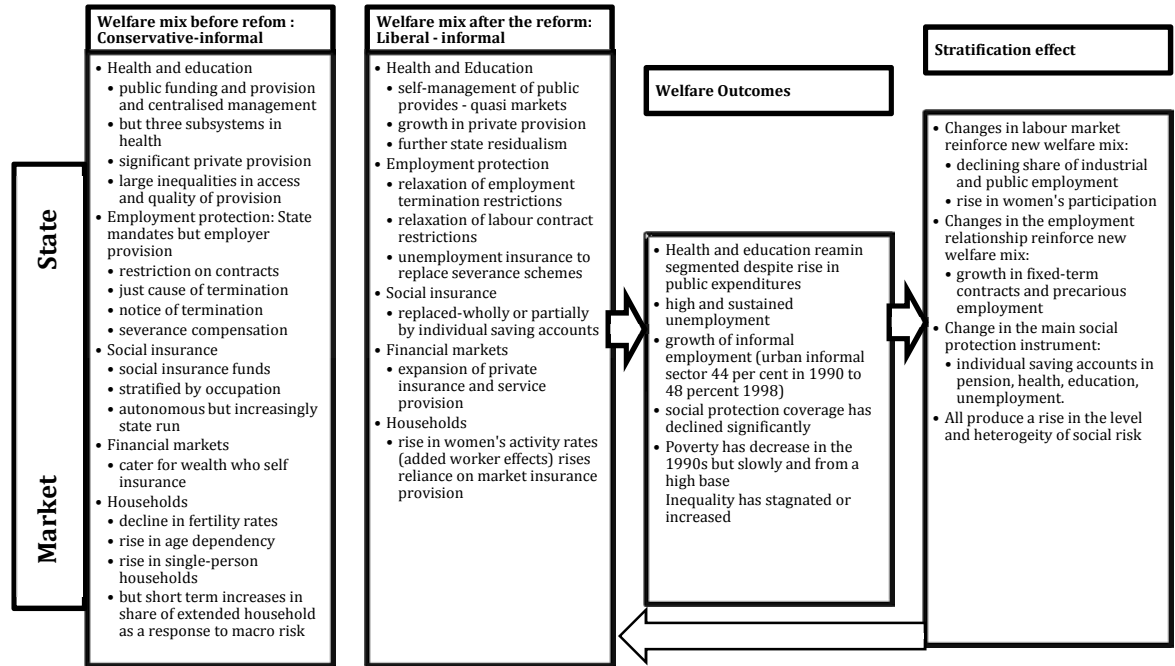 Welfare mix before refom :
Conservative-informal
• Health and education
• public funding and provision
and centralised management
• but three subsystems in
health
• significant private provision
• large inequalities in access
and quality of provision
• Employment protection: State
mandates but employer
provision
• restriction on contracts
• just cause of termination
• notice of termination
• severance compensation
• Social insurance
• social insurance funds
• stratified by occupation
• autonomous but increasingly
state run
• Financial markets
• cater for wealth who self
insurance
• Households
• decline in fertility rates
• rise in age dependency
• rise in single-person
households
• but short term increases in
share of extended household
as a response to macro risk
State
Market
Welfare mix after the reform:
Liberal - informal
• Health and Education
• self-management of public
provides - quasi markets
• growth in private provision
• further state residualism
• Employment protection
• relaxation of employment
termination restrictions
• relaxation of labour contract
restrictions
• unemployment insurance to
replace severance schemes
• Social insurance
• replaced-wholly or partially
by individual saving accounts
• Financial markets
• expansion of private
insurance and service
provision
• Households
• rise in women's activity rates
(added worker effects) rises
reliance on market insurance
provision
Welfare Outcomes
• Health and education reamin
segmented despite rise in
public expenditures
• high and sustained
unemployment
• growth of informal
employment (urban informal
sector 44 per cent in 1990 to
48 percent 1998)
• social protection coverage has
declined significantly
• Poverty has decrease in the
1990s but slowly and from a
high base
Inequality has stagnated or
increased
Stratification effect
• Changes in labour market
reinforce new welfare mix:
• declining share of industrial
and public employment
• rise in women's participation
• Changes in the employment
relationship reinforce new
welfare mix:
• growth in fixed-term
contracts and precarious
employment
• Change in the main social
protection instrument:
• individual saving accounts in
pension, health, education,
unemployment.
• All produce a rise in the level
and heterogeity of social risk